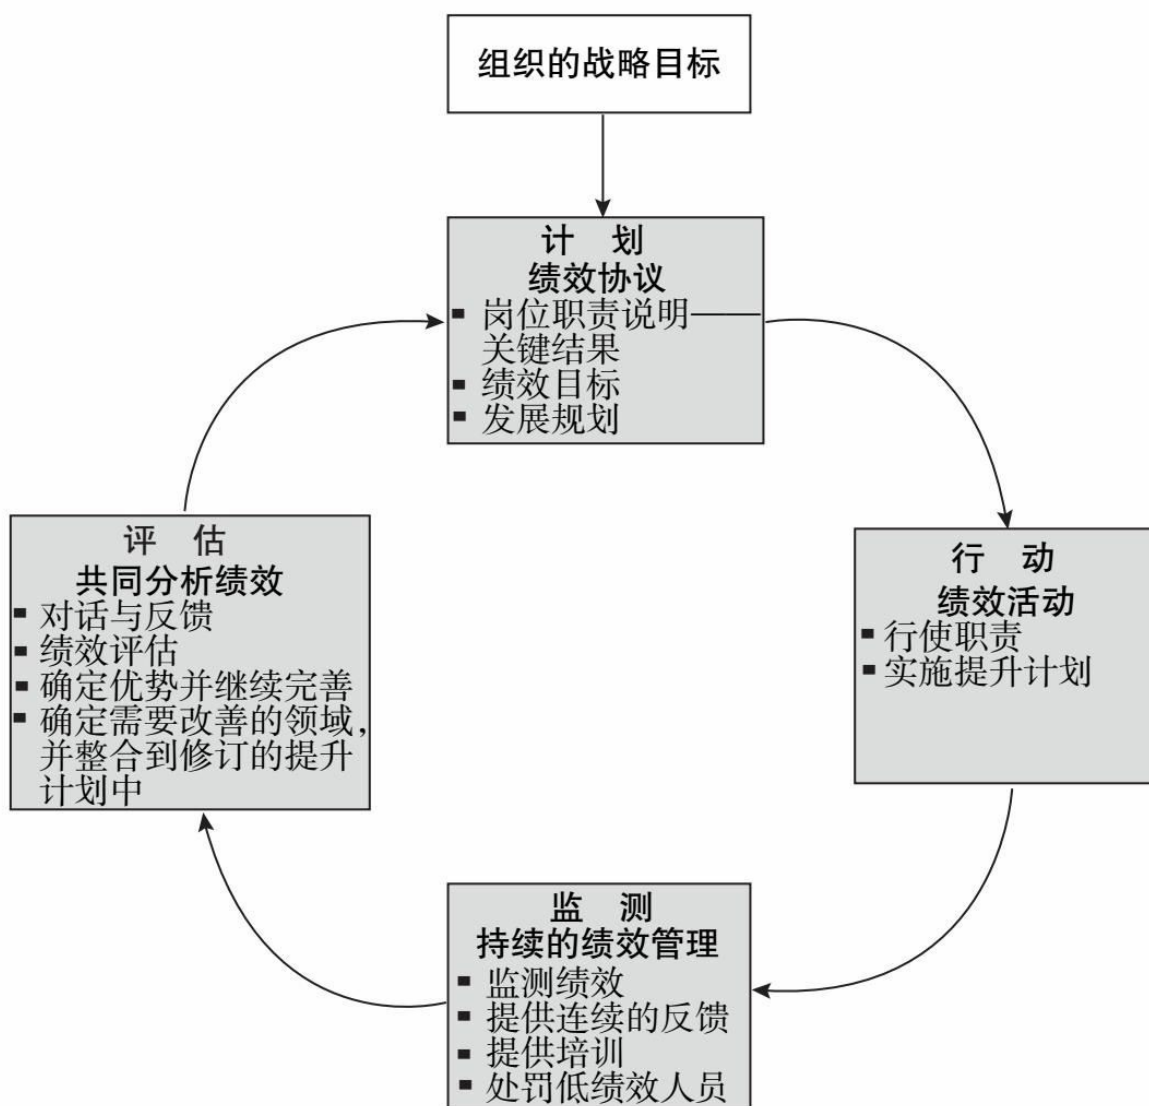 组织的战略目标
计 划
绩效协议
▪ 岗位职责说明——
关键结果
▪ 绩效目标
▪ 发展规划
行 动
绩效活动
▪ 行使职责
▪ 实施提升计划
监 测
持续的绩效管理
▪ 监测绩效
▪ 提供连续的反馈
▪ 提供培训
▪ 处罚低绩效人员
评 估
共同分析绩效
▪ 对话与反馈
▪ 绩效评估
▪ 确定优势并继续完善
▪ 确定需要改善的领域，
并整合到修订的提升
计划中